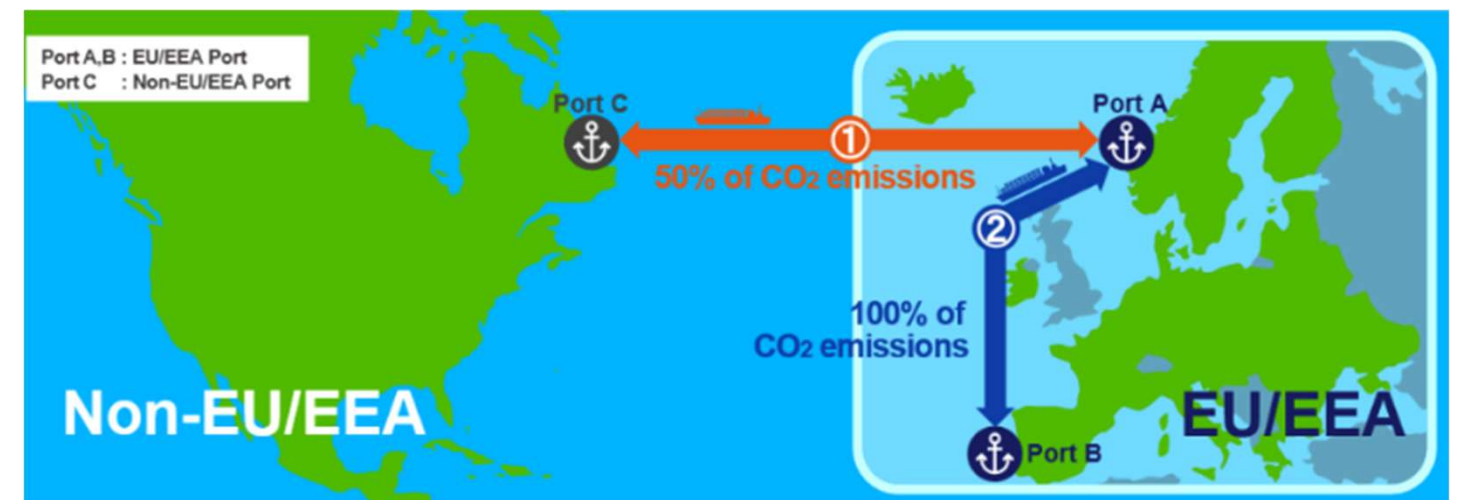 Port A,B : EU/EEA Port
Port C : Non-EU/EEA Port
Port C
Port A
1
50% of CO2 emissions
2
100% of
CO2 emissions
Non-EU/EEA
EU/EEA
Port B